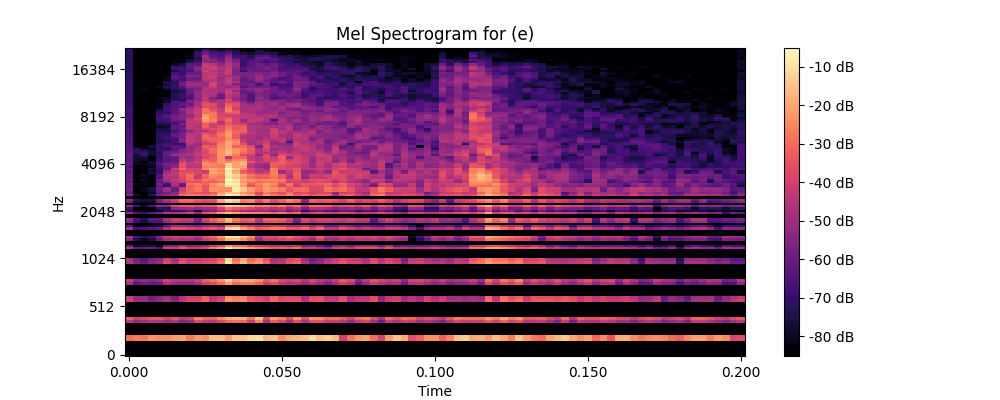 Mel Spectrogram for (e)
Hz
16384
8192
4096
2048
1024
512
0
0.000 0.050 0.100 0.150 0.200
Time
-10 dB
-20 dB
-30 dB
-40 dB
-50 dB
-60 dB
-70 dB
-80 dB